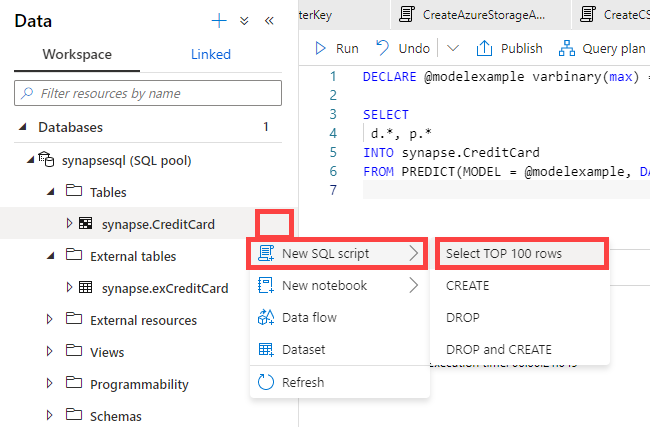 Data
Workspace
Linked
Filter resources by name
Databases
1
synapsesql (SQL pool)
Tables
synapse.CreditCard
External tables
synapse.exCreditCard
External resources
Views
Programmability
Schemas
CreateAzureStorageA...
Run
Undo
Publish
Query plan
1 DECLARE @modelexample varbinary(max) =
2
3 SELECT
4 d.*, p.*
5 INTO synapse.CreditCard
6 FROM PREDICT(MODEL = @modelexample, DA
7
New SQL script
New notebook
Data flow
Dataset
Refresh
Select TOP 100 rows
CREATE
DROP
DROP and CREATE